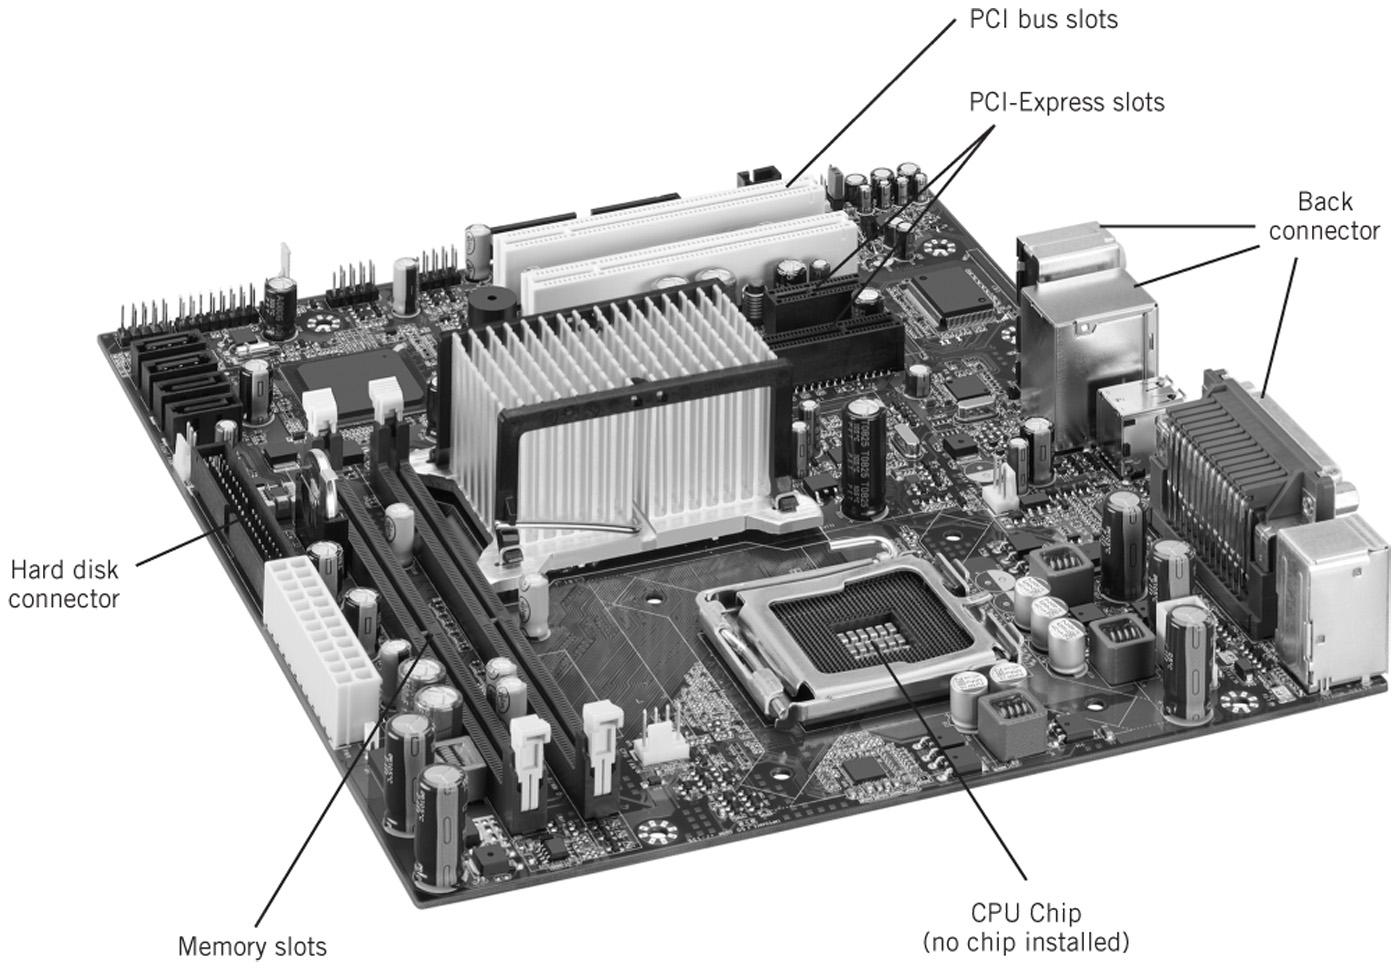 PCI bus slots
PCI-Express slots
Back
connector
Hard disk
connector
Memory slots
CPU Chip
(no chip installed)